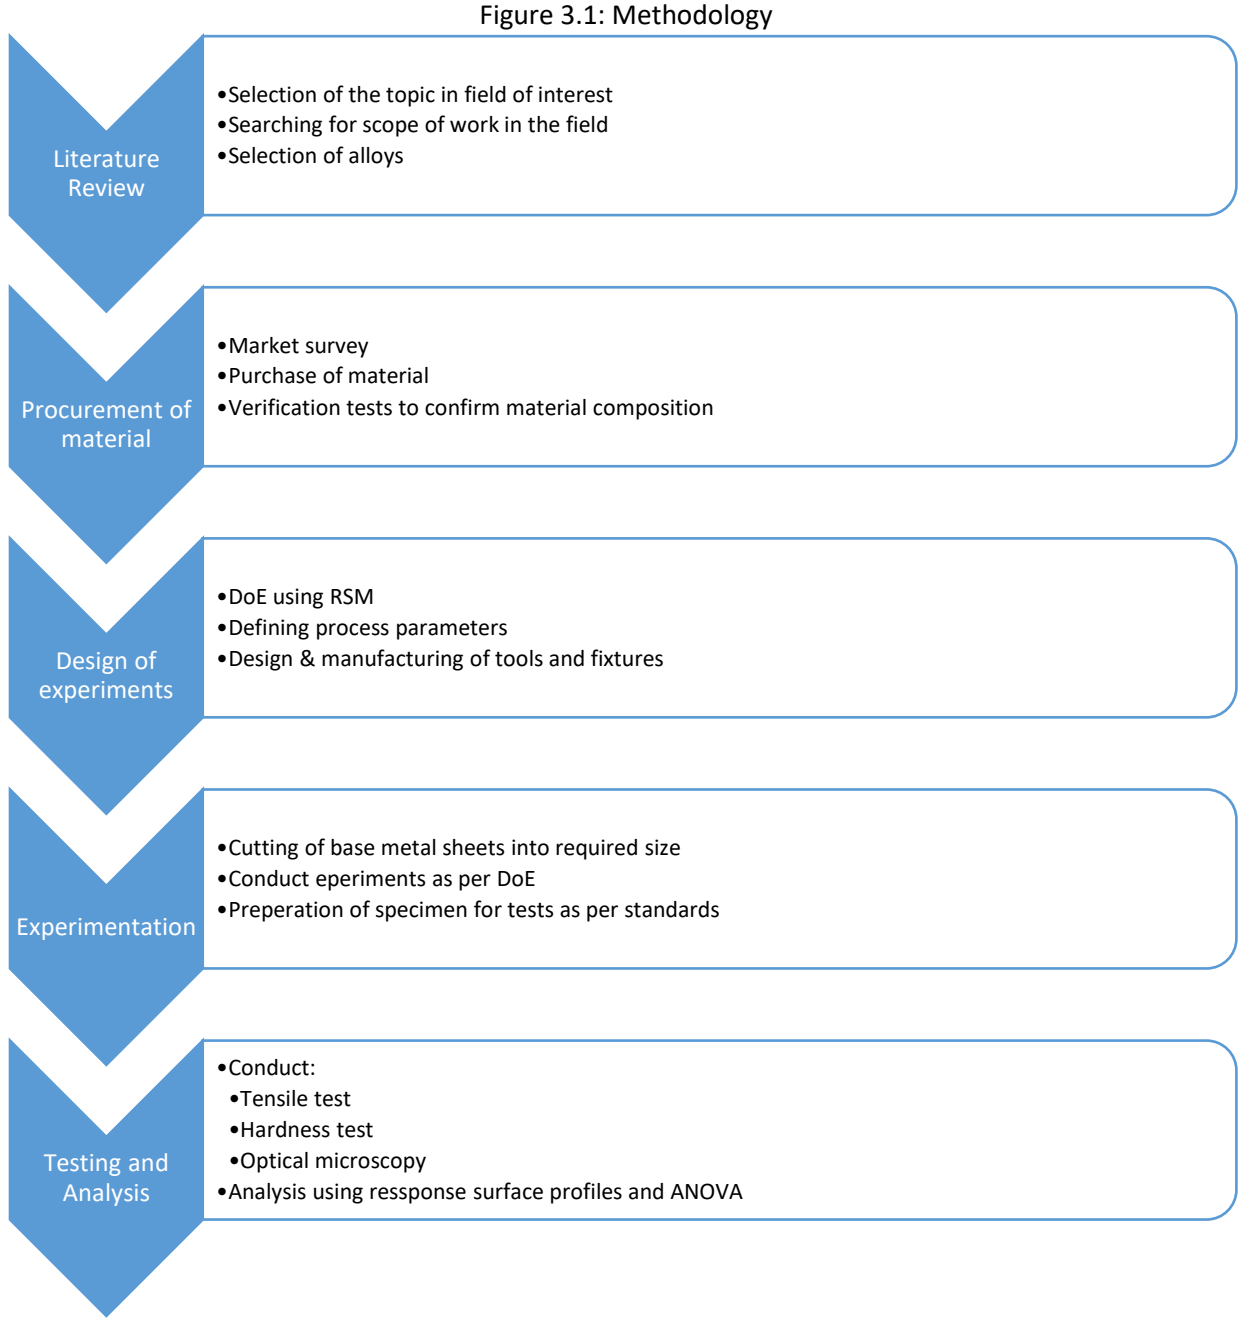 Figure 3.1: Methodology
Literature
Review
•Selection of the topic in field of interest
•Searching for scope of work in the field
•Selection of alloys
Procurement of
material
•Market survey
•Purchase of material
•Verification tests to confirm material composition
Design of
experiments
•DoE using RSM
•Defining process parameters
•Design & manufacturing of tools and fixtures
Experimentation
•Cutting of base metal sheets into required size
•Conduct eperiments as per DoE
•Preperation of specimen for tests as per standards
Testing and
Analysis
•Conduct:
•Tensile test
•Hardness test
•Optical microscopy
•Analysis using ressponse surface profiles and ANOVA